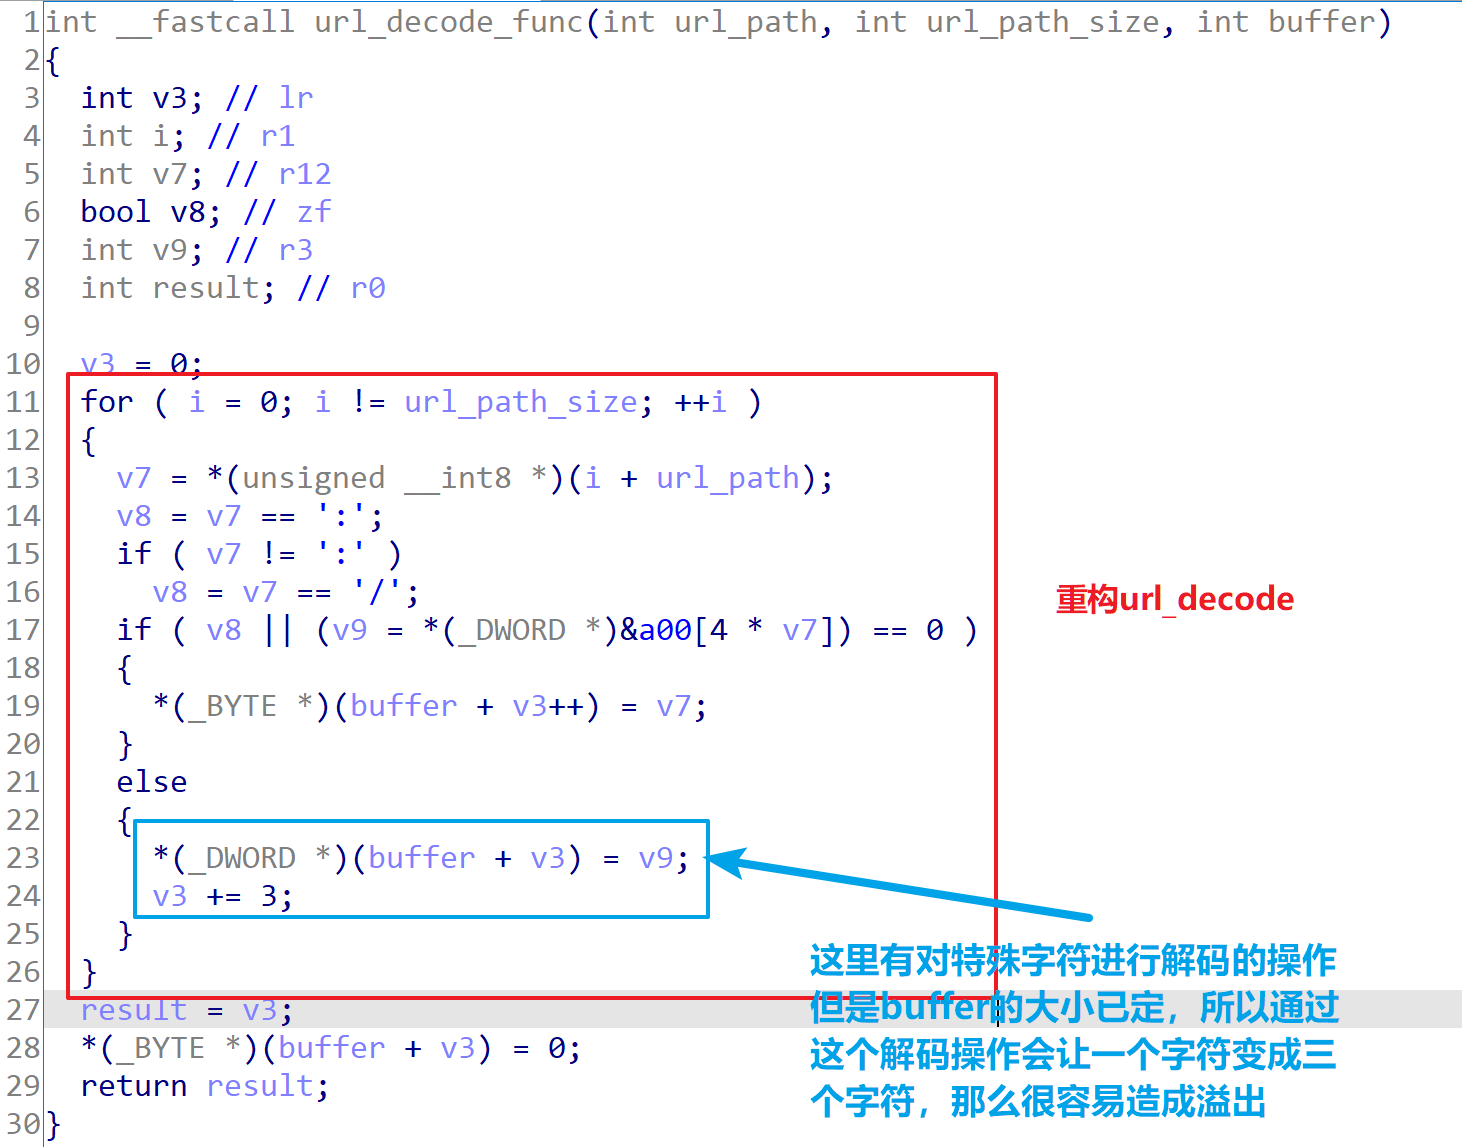 1 int __fastcall url_decode_func(int url_path, int url_path_size, int buffer)
2 {
3   int v3; // lr
4   int i; // r1
5   int v7; // r12
6   bool v8; // zf
7   int v9; // r3
8   int result; // r0
9
10   v3 = 0;
11   for ( i = 0; i != url_path_size; ++i )
12   {
13     v7 = *(unsigned __int8 *)(i + url_path);
14     v8 = v7 == ':';
15     if ( v7 != ':' )
16       v8 = v7 == '/';
17     if ( v8 || (v9 = *(_DWORD *)&a00[4 * v7]) == 0 )
18     {
19       *(_BYTE *)(buffer + v3++) = v7;
20     }
21     else
22     {
23       *(_DWORD *)(buffer + v3) = v9;
24       v3 += 3;
25     }
26   }
27   result = v3;
28   *(_BYTE *)(buffer + v3) = 0;
29   return result;
30 }
重构url_decode
这里有对特殊字符进行解码的操作
但是buffer的大小已定，所以通过
这个解码操作会让一个字符变成三
个字符，那么很容易造成溢出